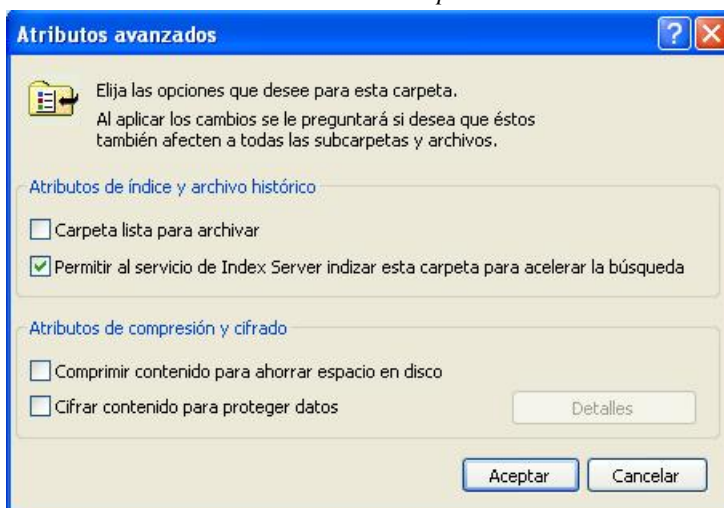 Atributos avanzados
Elija las opciones que desee para esta carpeta.
Al aplicar los cambios se le preguntará si desea que éstos
también afecten a todas las subcarpetas y archivos.
Atributos de índice y archivo histórico
Carpeta lista para archivar
Permitir al servicio de Index Server indizar esta carpeta para acelerar la búsqueda
Atributos de compresión y cifrado
Comprimir contenido para ahorrar espacio en disco
Cifrar contenido para proteger datos
Detalles
Aceptar
Cancelar